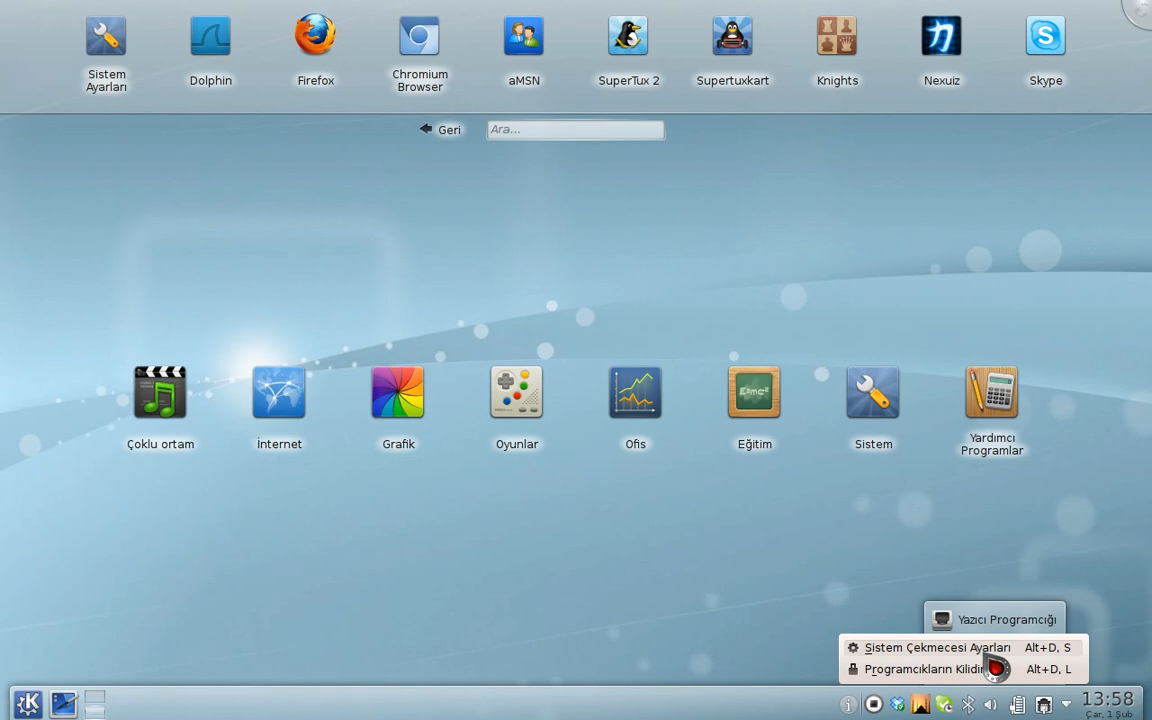 Sistem
Ayarları
Dolphin
Firefox
Chromium
Browser
aMSN
SuperTux 2
Supertuxkart
Knights
Nexuiz
Skype
Geri
Ara...
Çoklu ortam
İnternet
Grafik
Oyunlar
Ofis
E=mc²
Eğitim
Sistem
Yardımcı
Programlar
Yazıcı Programcığı
Sistem Çekmecesi Ayarları Alt+D, S
Programcıkların Alt+D, L
13:58
Çar, 1 Şub